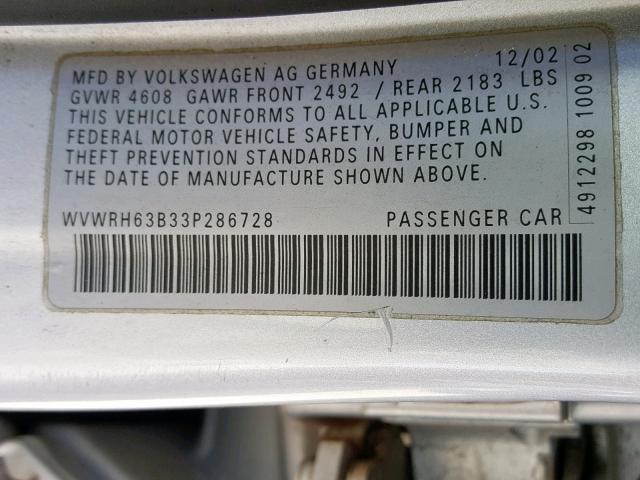 MFD BY VOLKSWAGEN AG GERMANY 12/02
GVWR 4608 GAWR FRONT 2492 / REAR 2183 LBS
THIS VEHICLE CONFORMS TO ALL APPLICABLE U.S.
FEDERAL MOTOR VEHICLE SAFETY, BUMPER AND
THEFT PREVENTION STANDARDS IN EFFECT ON
THE DATE OF MANUFACTURE SHOWN ABOVE.
WVWRH63B33P286728 PASSENGER CAR
4912298 1009 02